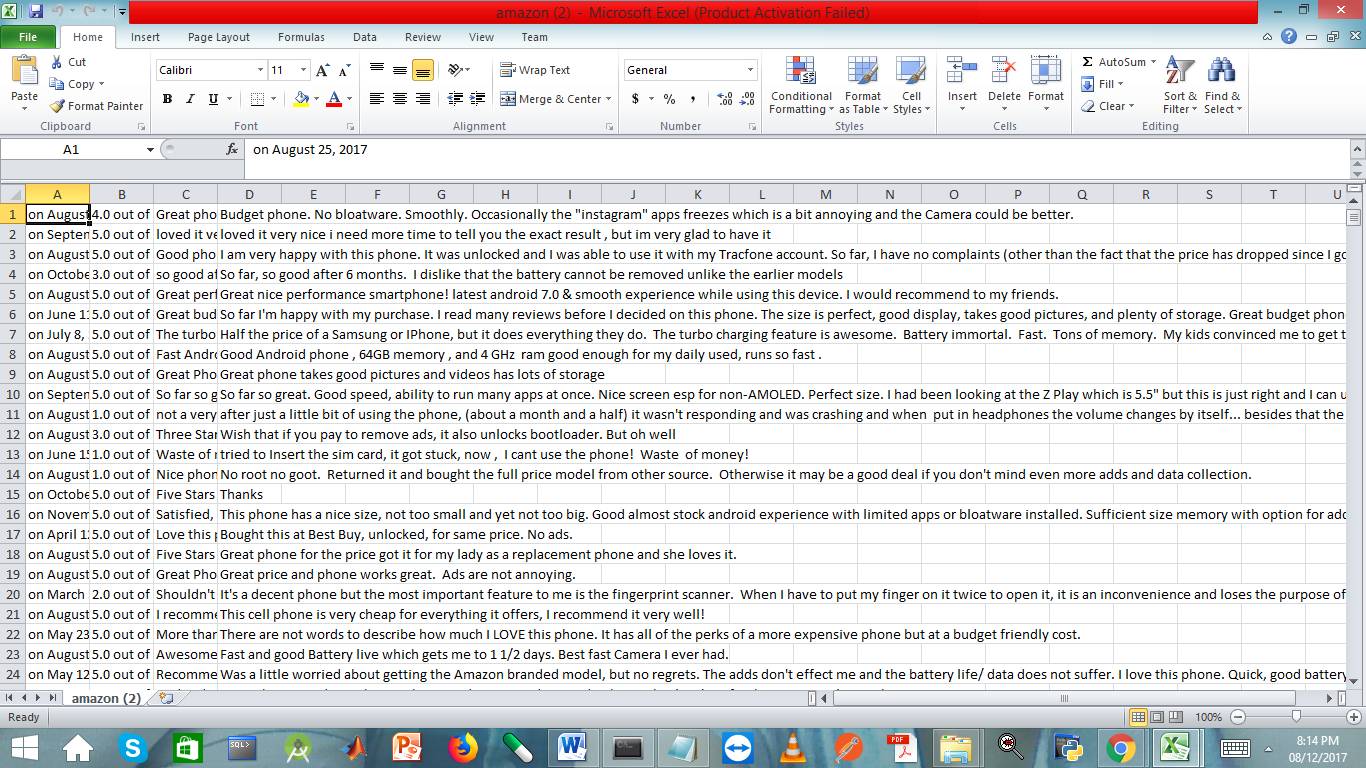 amazon (2) - Microsoft Excel (Product Activation Failed)
File Home Insert Page Layout Formulas Data Review View Team
Paste Cut Copy Format Painter
Calibri 11 A A B I U
Wrap Text Merge & Center
General $ % ,
Conditional Formatting Format as Table Cell Styles
Insert Delete Format
AutoSum Fill Clear Sort & Filter Find & Select
Clipboard Font Alignment Number Styles Cells Editing
A1 fx on August 25, 2017
A B C D E F G H I J K L M N O P Q R S T U
1 on August 4.0 out of Great pho Budget phone. No bloatware. Smoothly. Occasionally the "instagram" apps freezes which is a bit annoying and the Camera could be better.
2 on Septen 5.0 out of loved it ve loved it very nice i need more time to tell you the exact result , but im very glad to have it
3 on August 5.0 out of Good pho I am very happy with this phone. It was unlocked and I was able to use it with my Tracfone account. So far, I have no complaints (other than the fact that the price has dropped since I go
4 on Octobe 3.0 out of so good af So far, so good after 6 months. I dislike that the battery cannot be removed unlike the earlier models
5 on August 5.0 out of Great perf Great nice performance smartphone! latest android 7.0 & smooth experience while using this device. I would recommend to my friends.
6 on June 11 5.0 out of Great bud So far I'm happy with my purchase. I read many reviews before I decided on this phone. The size is perfect, good display, takes good pictures, and plenty of storage. Great budget phon
7 on July 8, 5.0 out of The turbo Half the price of a Samsung or IPhone, but it does everything they do. The turbo charging feature is awesome. Battery immortal. Fast. Tons of memory. My kids convinced me to get t
8 on August 5.0 out of Fast Andro Good Android phone , 64GB memory , and 4 GHz ram good enough for my daily used, runs so fast .
9 on August 5.0 out of Great Pho Great phone takes good pictures and videos has lots of storage
10 on Septen 5.0 out of So far so g So far so great. Good speed, ability to run many apps at once. Nice screen esp for non-AMOLED. Perfect size. I had been looking at the Z Play which is 5.5" but this is just right and I can u
11 on August 1.0 out of not a very after just a little bit of using the phone, (about a month and a half) it wasn't responding and was crashing and when put in headphones the volume changes by itself... besides that the
12 on August 3.0 out of Three Star Wish that if you pay to remove ads, it also unlocks bootloader. But oh well
13 on June 15 1.0 out of Waste of r tried to Insert the sim card, it got stuck, now , I cant use the phone! Waste of money!
14 on August 1.0 out of Nice phon No root no goot. Returned it and bought the full price model from other source. Otherwise it may be a good deal if you don't mind even more adds and data collection.
15 on Octobe 5.0 out of Five Stars Thanks
16 on Novem 5.0 out of Satisfied, This phone has a nice size, not too small and yet not too big. Good almost stock android experience with limited apps or bloatware installed. Sufficient size memory with option for add
17 on April 1 5.0 out of Love this p Bought this at Best Buy, unlocked, for same price. No ads.
18 on August 5.0 out of Five Stars Great phone for the price got it for my lady as a replacement phone and she loves it.
19 on August 5.0 out of Great Pho Great price and phone works great. Ads are not annoying.
20 on March 2.0 out of Shouldn't It's a decent phone but the most important feature to me is the fingerprint scanner. When I have to put my finger on it twice to open it, it is an inconvenience and loses the purpose of
21 on August 5.0 out of I recomme This cell phone is very cheap for everything it offers, I recommend it very well!
22 on May 23 5.0 out of More thar There are not words to describe how much I LOVE this phone. It has all of the perks of a more expensive phone but at a budget friendly cost.
23 on August 5.0 out of Awesome Fast and good Battery live which gets me to 1 1/2 days. Best fast Camera I ever had.
24 on May 12 5.0 out of Recomme Was a little worried about getting the Amazon branded model, but no regrets. The adds don't effect me and the battery life/ data does not suffer. I love this phone. Quick, good battery
amazon (2)
Ready 100%
SQL> PDF
8:14 PM
08/12/2017